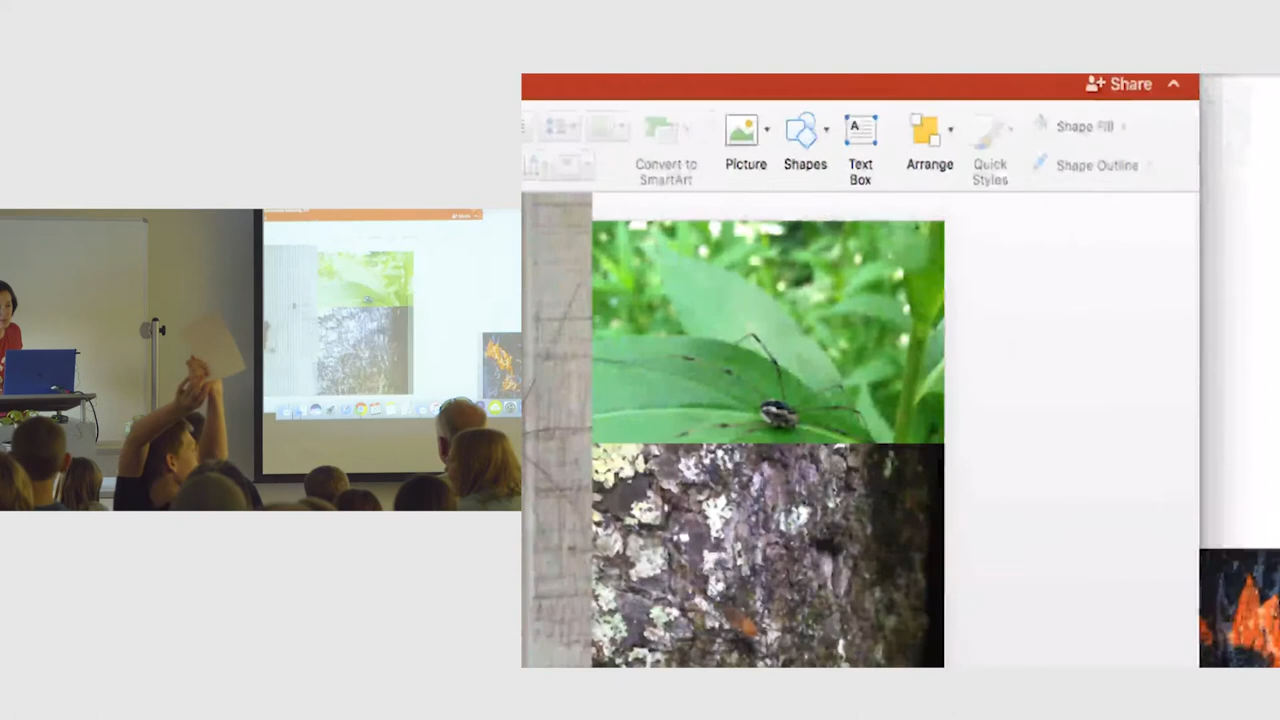 Share
Convert to
SmartArt
Picture
Shapes
Text
Box
Arrange
Quick
Styles
Shape Fill
Shape Outline